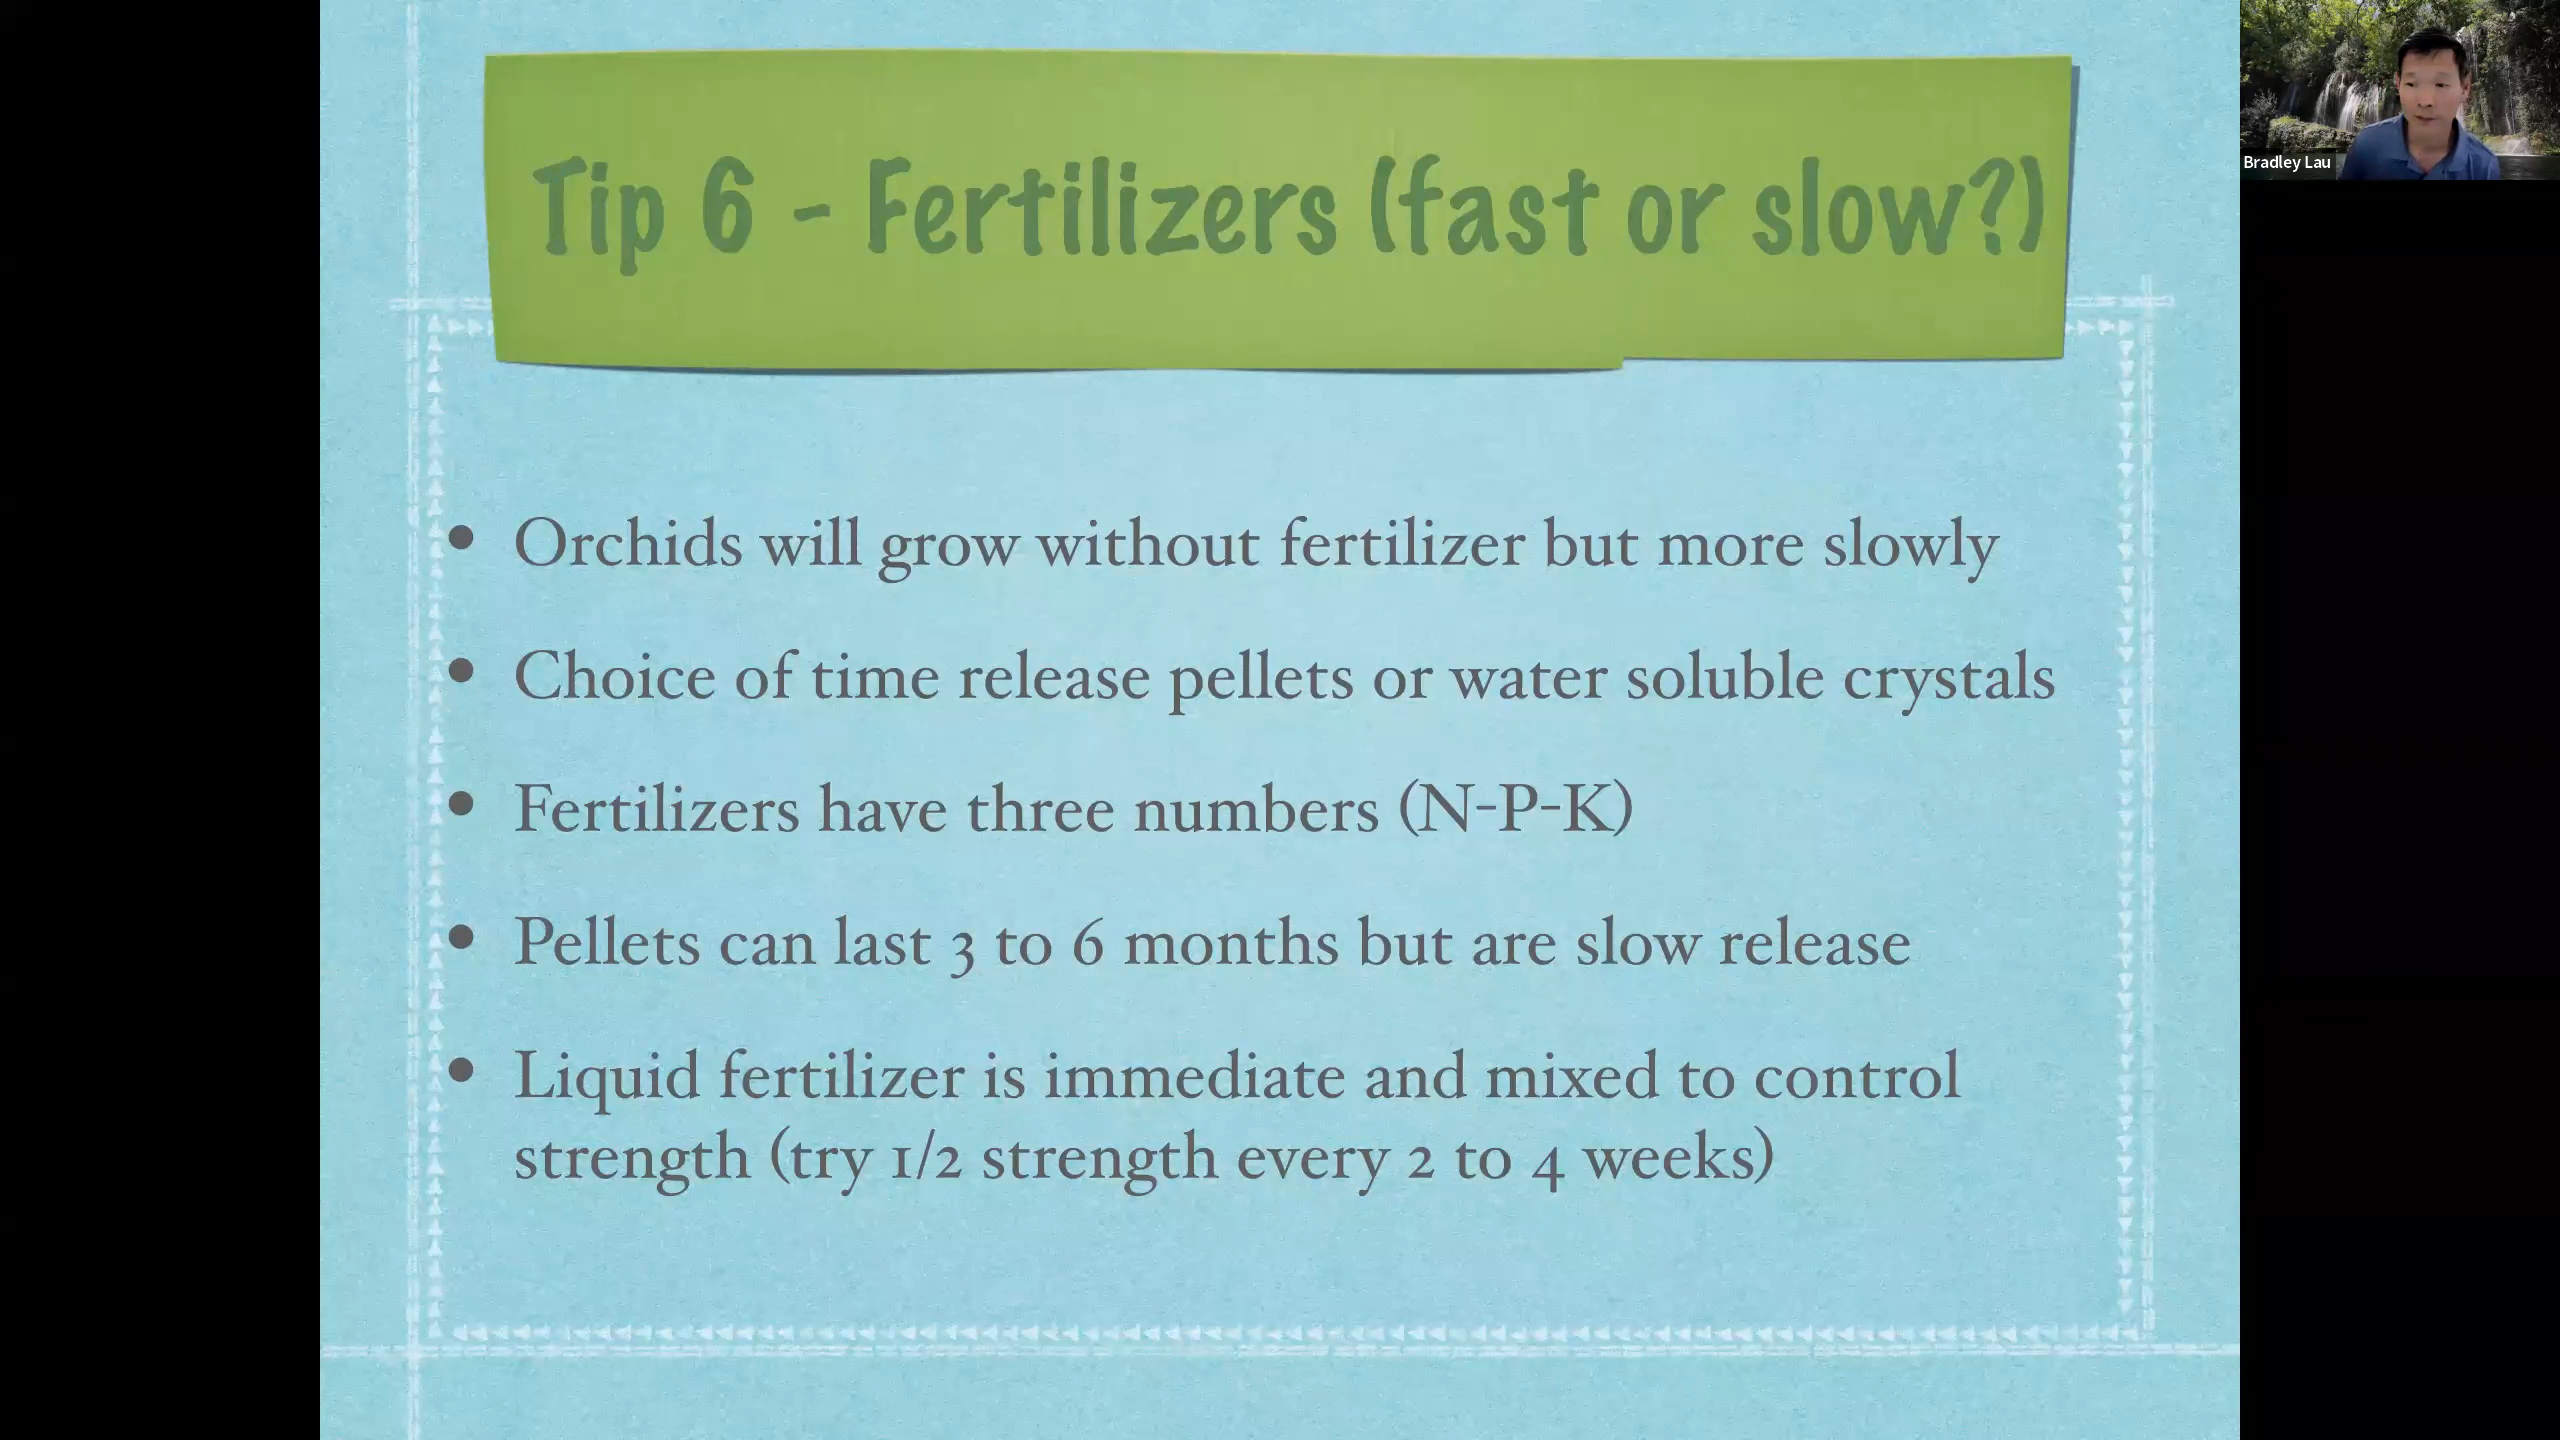 Tip 6 - Fertilizers (fast or slow?)
Bradley Lau
• Orchids will grow without fertilizer but more slowly
• Choice of time release pellets or water soluble crystals
• Fertilizers have three numbers (N-P-K)
• Pellets can last 3 to 6 months but are slow release
• Liquid fertilizer is immediate and mixed to control
strength (try 1/2 strength every 2 to 4 weeks)